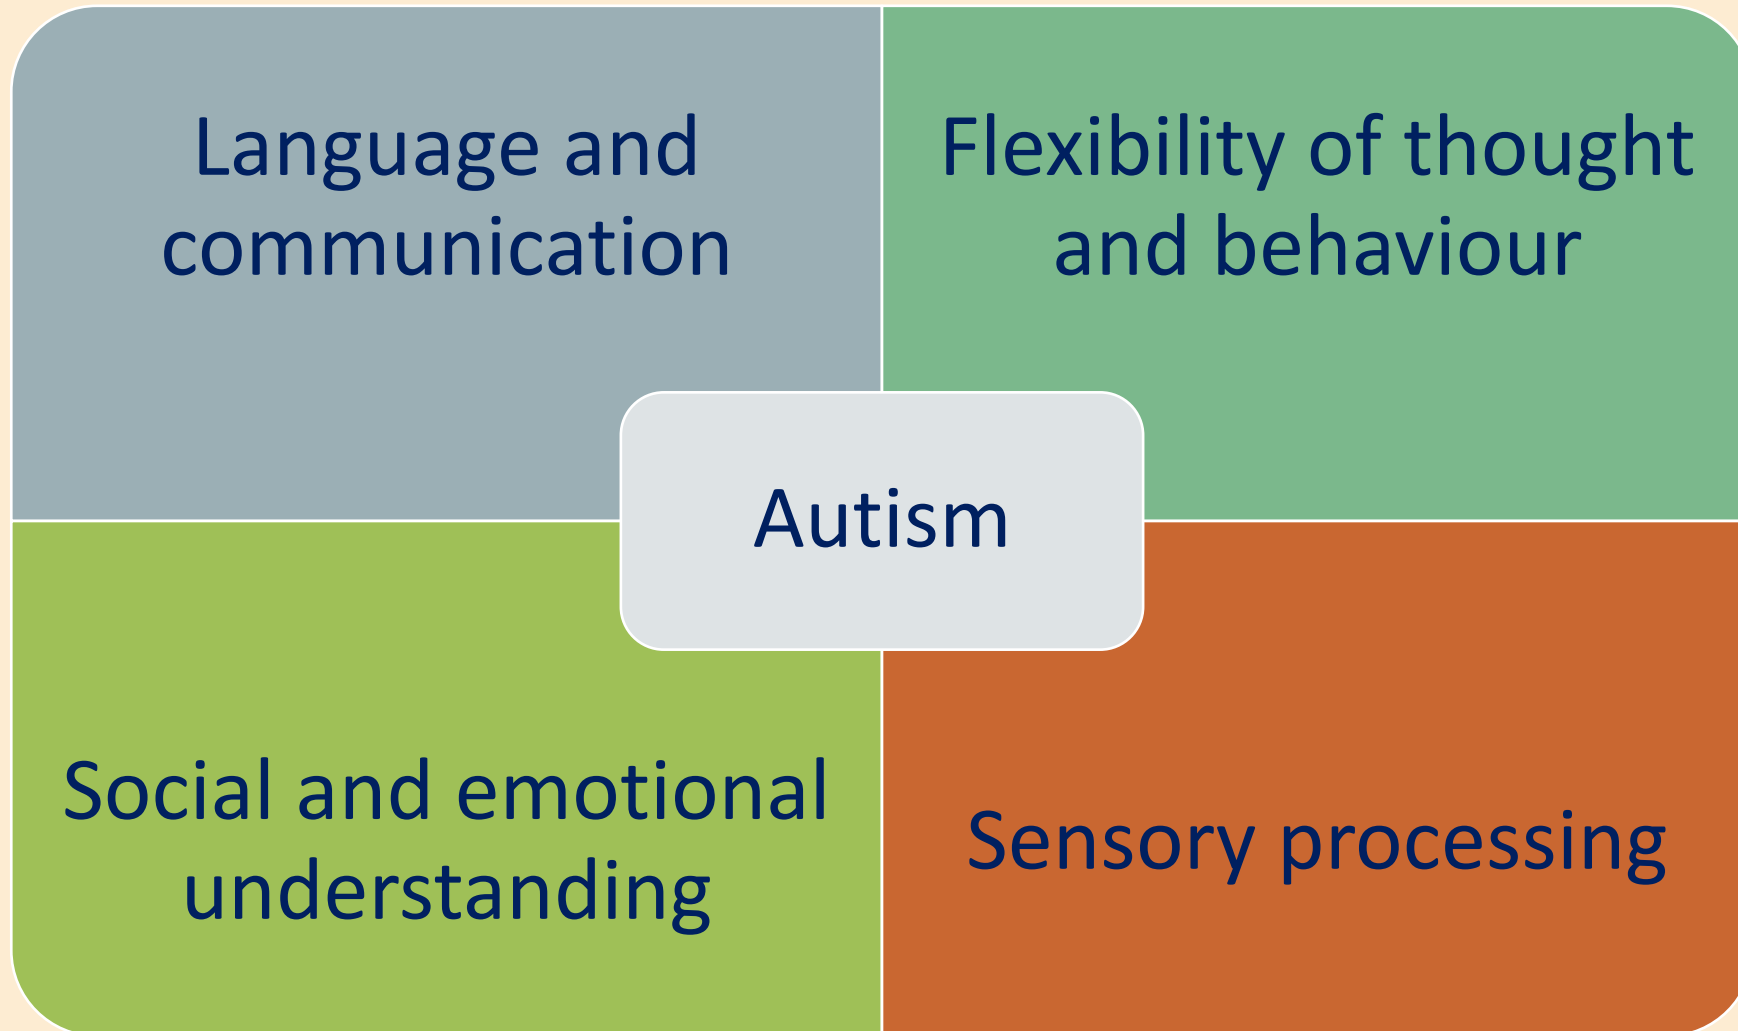 Language and
communication
Flexibility of thought
and behaviour
Autism
Social and emotional
understanding
Sensory processing